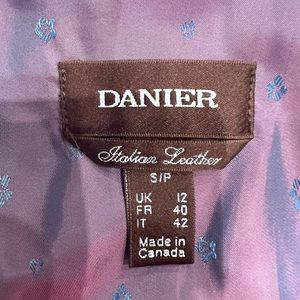 DANIER
Italian Leather
S/P
UK 12
FR 40
IT 42
Made in
Canada